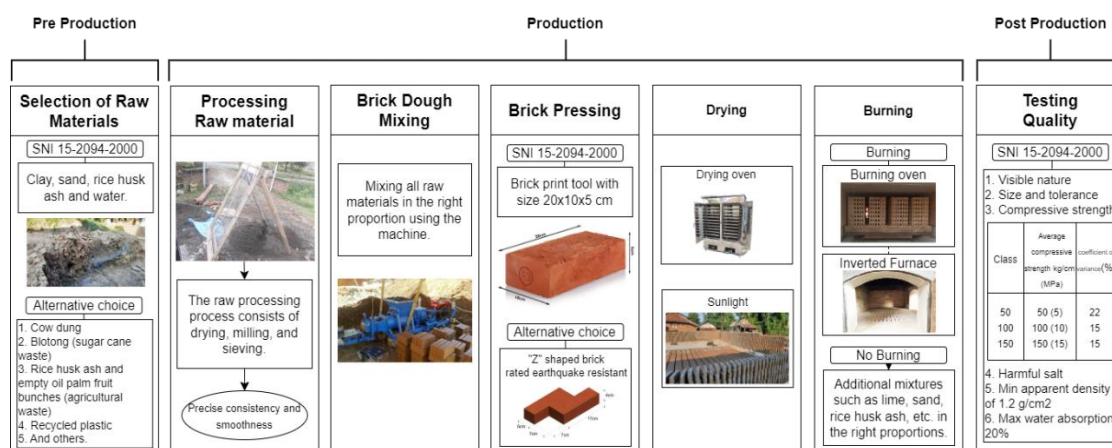 Pre Production
Production
Post Production
Selection of Raw
Materials
SNI 15-2094-2000
Clay, sand, rice husk
ash and water.
Alternative choice
1. Cow dung
2. Blotong (sugar cane
waste)
3. Rice husk ash and
empty oil palm fruit
bunches (agricultural
waste)
4. Recycled plastic
5. And others.
Processing
Raw material
The raw processing
process consists of
drying, milling, and
sieving.
Precise consistency and
smoothness
Brick Dough
Mixing
Mixing all raw
materials in the right
proportion using the
machine.
Brick Pressing
SNI 15-2094-2000
Brick print tool with
size 20x10x5 cm
Alternative choice
"Z" shaped brick
rated earthquake resistant
Drying
Drying oven
Sunlight
Burning
Burning
Burning oven
Inverted Furnace
No Burning
Additional mixtures
such as lime, sand,
rice husk ash, etc. in
the right proportions.
Testing
Quality
SNI 15-2094-2000
1. Visible nature
2. Size and tolerance
3. Compressive strength
Class
Average
compressive
strength kg/cm
(MPa)
coefficient o
variance(%
50 50 (5) 22
100 100 (10) 15
150 150 (15) 15
4. Harmful salt
5. Min apparent density
of 1.2 g/cm2
6. Max water absorption
20%